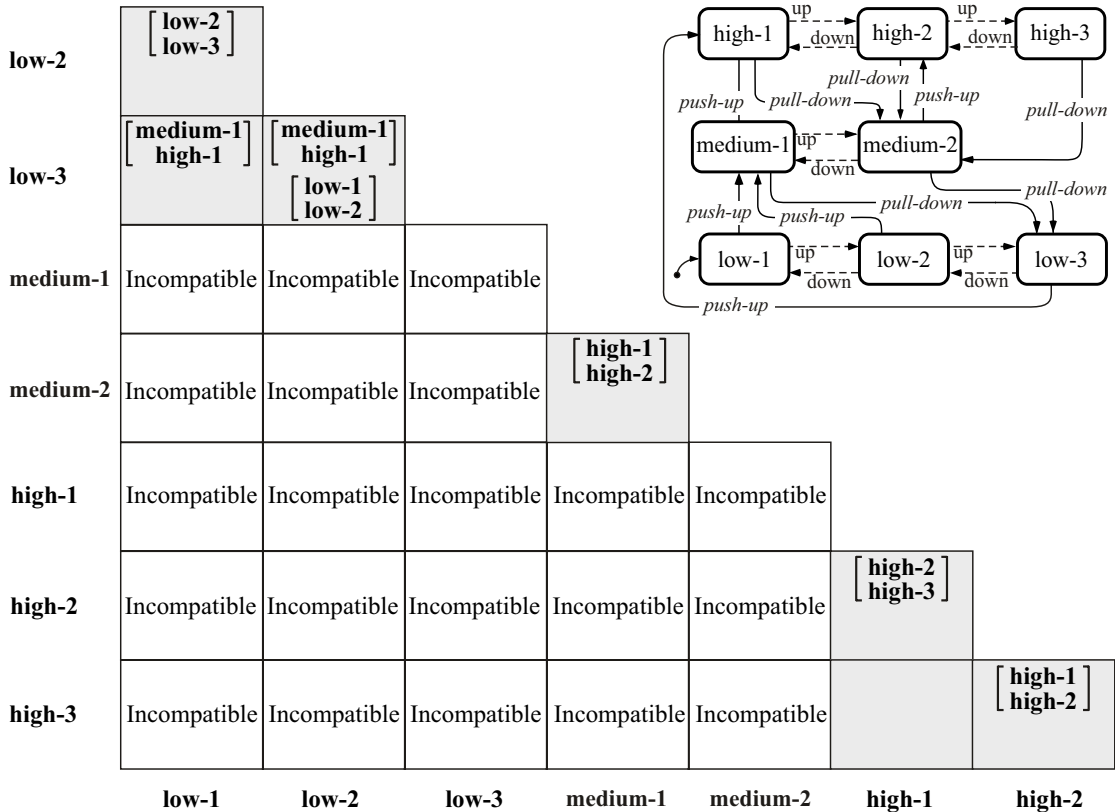 low-2
low-2
low-3
low-3
medium-1
high-1
medium-1
high-1
low-1
low-2
medium-1
Incompatible Incompatible Incompatible
medium-2
Incompatible Incompatible Incompatible
high-1
high-2
high-1
Incompatible Incompatible Incompatible Incompatible Incompatible
high-2
Incompatible Incompatible Incompatible Incompatible Incompatible
high-2
high-3
high-3
Incompatible Incompatible Incompatible Incompatible Incompatible
high-1
high-2
low-1 low-2 low-3 medium-1 medium-2 high-1 high-2
up up
high-1 high-2 high-3
down down
pull-down
push-up pull-down push-up pull-down
medium-1 up medium-2
down
push-up push-up pull-down pull-down
low-1 up low-2 up low-3
down down
push-up